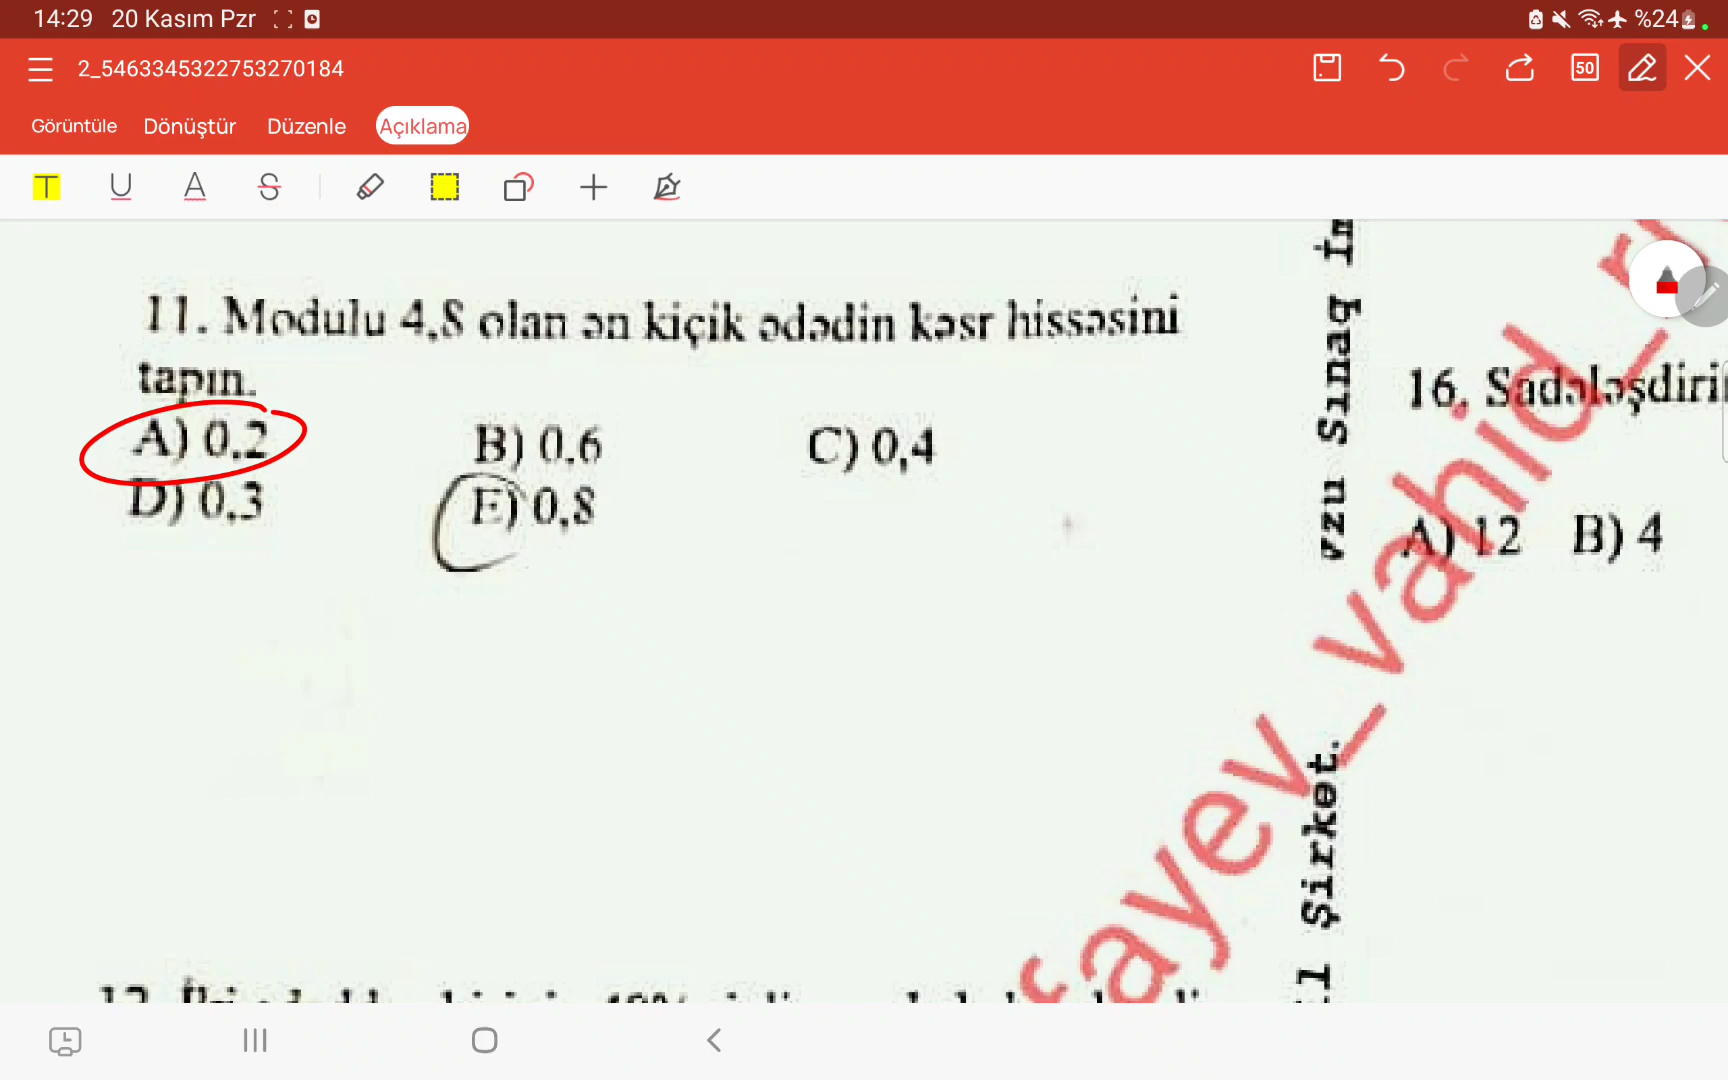 14:29 20 Kasım Pzr %24
2_5463345322753270184
50
Görüntüle Dönüştür Düzenle Açıklama
11. Modulu 4,8 olan ən kiçik ədədin kəsr hissəsini
tapın.
A) 0,2 B) 0,6 C) 0,4
D) 0,3 E) 0,8
vzu Sınaq İm
Şirkət.
16. Sadələşdiri
A) 12 B) 4
fayev_vahid_r